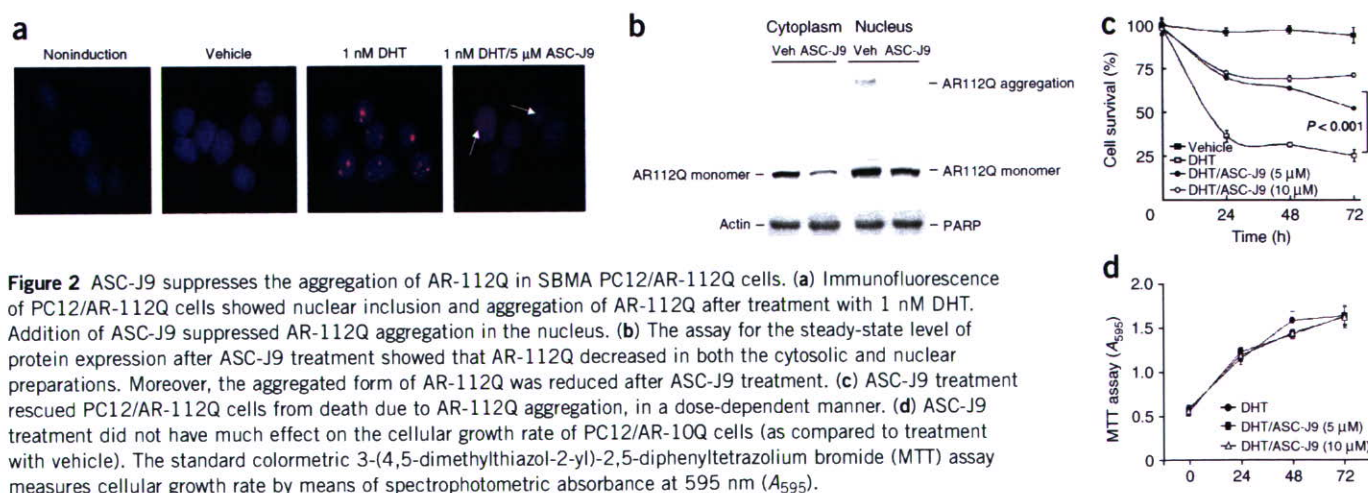 a
Noninduction Vehicle 1 nM DHT 1 nM DHT/5 µM ASC-J9
b
Cytoplasm Nucleus
Veh ASC-J9 Veh ASC-J9
– AR112Q aggregation
AR112Q monomer – – AR112Q monomer
Actin – – PARP
c
Cell survival (%)
100
75
50
25
P < 0.001
Vehicle
DHT
DHT/ASC-J9 (5 µM)
DHT/ASC-J9 (10 µM)
0 24 48 72
Time (h)
d
MTT assay (A595)
2.0
1.5
1.0
0.5
0
DHT
DHT/ASC-J9 (5 µM)
DHT/ASC-J9 (10 µM)
0 24 48 72
Figure 2 ASC-J9 suppresses the aggregation of AR-112Q in SBMA PC12/AR-112Q cells. (a) Immunofluorescence
of PC12/AR-112Q cells showed nuclear inclusion and aggregation of AR-112Q after treatment with 1 nM DHT.
Addition of ASC-J9 suppressed AR-112Q aggregation in the nucleus. (b) The assay for the steady-state level of
protein expression after ASC-J9 treatment showed that AR-112Q decreased in both the cytosolic and nuclear
preparations. Moreover, the aggregated form of AR-112Q was reduced after ASC-J9 treatment. (c) ASC-J9 treatment
rescued PC12/AR-112Q cells from death due to AR-112Q aggregation, in a dose-dependent manner. (d) ASC-J9
treatment did not have much effect on the cellular growth rate of PC12/AR-10Q cells (as compared to treatment
with vehicle). The standard colormetric 3-(4,5-dimethylthiazol-2-yl)-2,5-diphenyltetrazolium bromide (MTT) assay
measures cellular growth rate by means of spectrophotometric absorbance at 595 nm (A595).